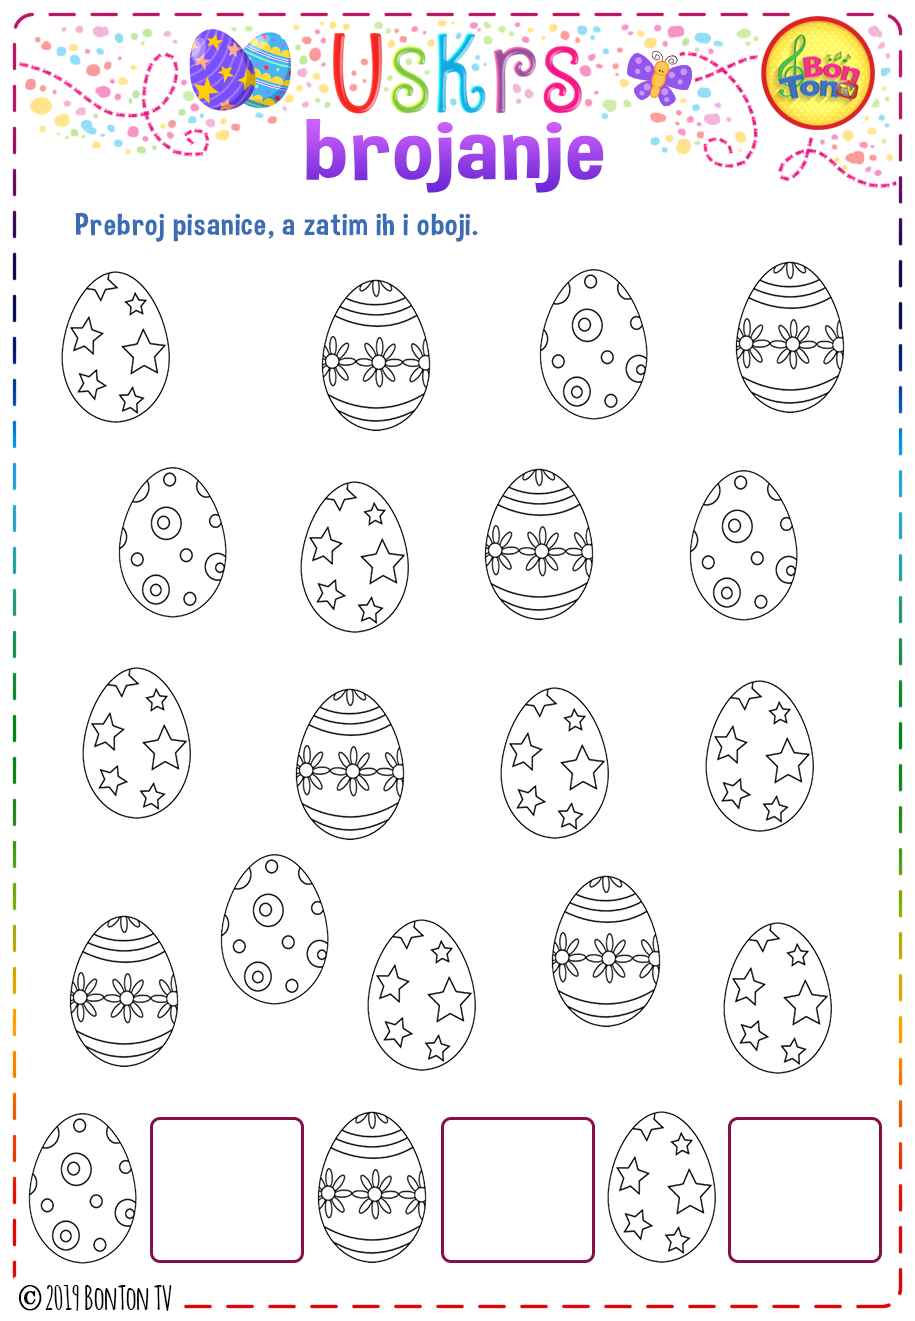 Uskrs
Bon
Ton TV
brojanje
Prebroj pisanice, a zatim ih i oboji.
© 2019 BonTon TV